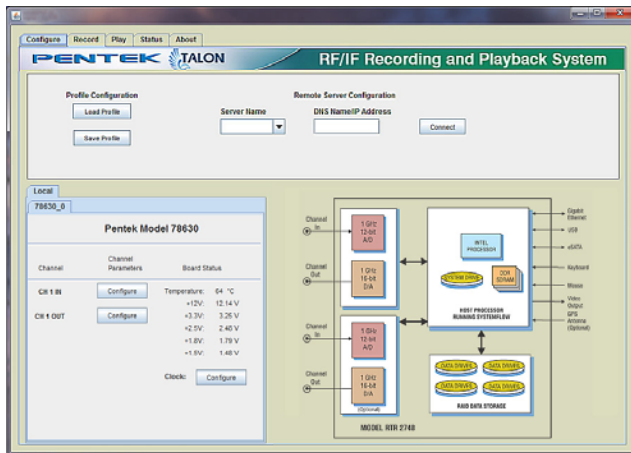 Configure Record Play Status About
PENTEK TALON RF/IF Recording and Playback System
Profile Configuration
Load Profile
Save Profile
Remote Server Configuration
Server Name
DNS Name/IP Address
Connect
Local
78630_0
Pentek Model 78630
Channel
Channel Parameters
Board Status
CH 1 IN Configure
CH 1 OUT Configure
Temperature: 64 °C
+12V: 12.14 V
+3.3V: 3.25 V
+2.5V: 2.48 V
+1.8V: 1.79 V
+1.5V: 1.48 V
Clock: Configure
Channel In
1 GHz
12-bit
A/D
Channel Out
1 GHz
16-bit
D/A
Channel In
1 GHz
12-bit
A/D
Channel Out
1 GHz
16-bit
D/A
(Optional)
INTEL PROCESSOR
SYSTEM DRIVE
DDR SDRAM
HOST PROCESSOR
RUNNING SYSTEMFLOW
Gigabit Ethernet
USB
eSATA
Keyboard
Mouse
Video Output
GPS Antenna (Optional)
DATA DRIVES DATA DRIVES
DATA DRIVES DATA DRIVES
RAID DATA STORAGE
MODEL RTR 2748